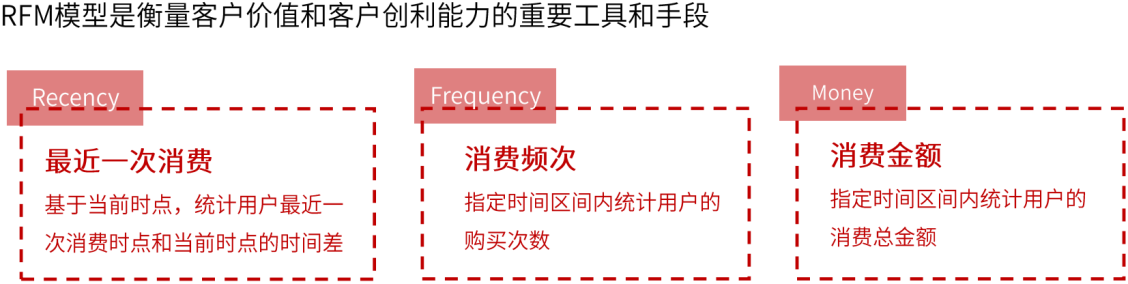 RFM模型是衡量客户价值和客户创利能力的重要工具和手段
Recency
最近一次消费
基于当前时点，统计用户最近一
次消费时点和当前时点的时间差
Frequency
消费频次
指定时间区间内统计用户的
购买次数
Money
消费金额
指定时间区间内统计用户的
消费总金额